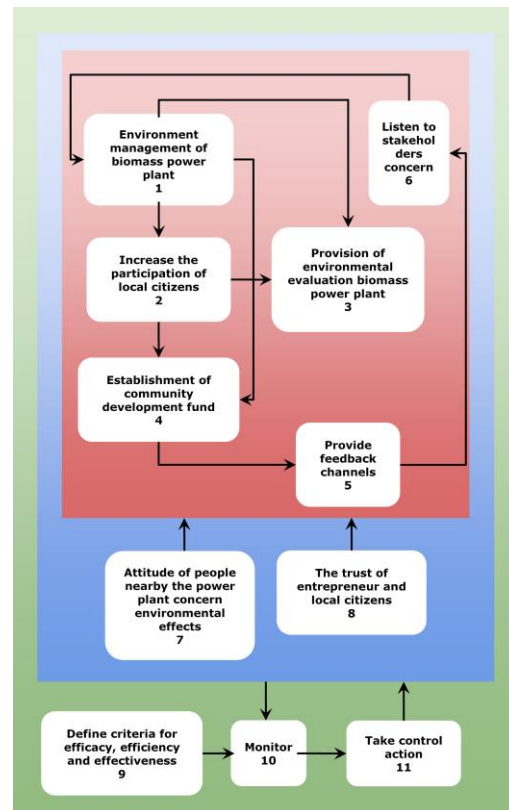 Environment
management of
biomass power
plant
1
Listen to
stakehol
ders
concern
6
Increase the
participation of
local citizens
2
Provision of
environmental
evaluation biomass
power plant
3
Establishment of
community
development fund
4
Provide
feedback
channels
5
Attitude of people
nearby the power
plant concern
environmental
effects
7
The trust of
entrepreneur and
local citizens
8
Define criteria for
efficacy, efficiency
and effectiveness
9
Monitor
10
Take control
action
11